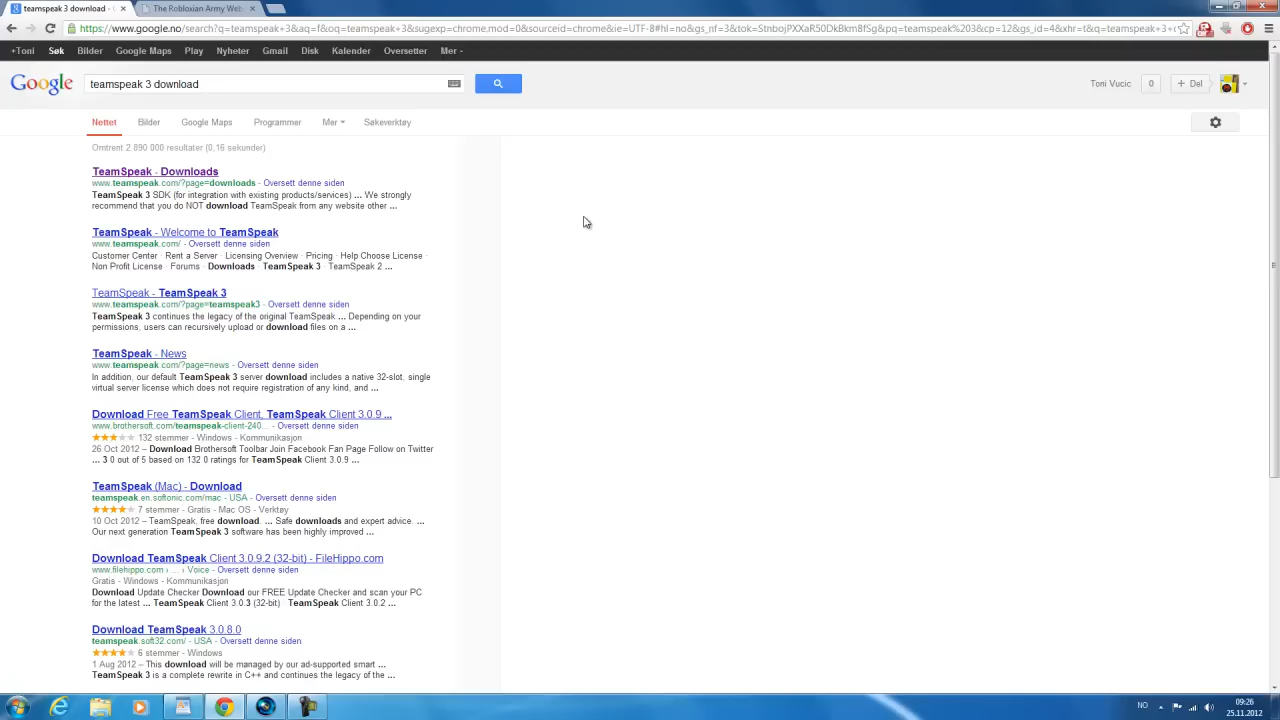 teamspeak 3 download - G
The Robloxian Army Web
https://www.google.no/search?q=teamspeak+3&aq=f&oq=teamspeak+3&sugexp=chrome,mod=0&sourceid=chrome&ie=UTF-8#hl=no&gs_nf=3&tok=
+Toni Søk Bilder Google Maps Play Nyheter Gmail Disk Kalender Oversetter Mer
Google teamspeak 3 download Toni Vucic 0 + Del
Nettet Bilder Google Maps Programmer Mer Søkeverktøy
Omtrent 2 890 000 resultater (0,16 sekunder)
TeamSpeak - Downloads
www.teamspeak.com/?page=downloads - Oversett denne siden
TeamSpeak 3 SDK (for integration with existing products/services) ... We strongly
recommend that you do NOT download TeamSpeak from any website other ...
TeamSpeak - Welcome to TeamSpeak
www.teamspeak.com/ - Oversett denne siden
Customer Center · Rent a Server · Licensing Overview · Pricing · Help Choose License ·
Non Profit License · Forums · Downloads · TeamSpeak 3 · TeamSpeak 2 ...
TeamSpeak - TeamSpeak 3
www.teamspeak.com/?page=teamspeak3 - Oversett denne siden
TeamSpeak 3 continues the legacy of the original TeamSpeak ... Depending on your
permissions, users can recursively upload or download files on a ...
TeamSpeak - News
www.teamspeak.com/?page=news - Oversett denne siden
In addition, our default TeamSpeak 3 server download includes a native 32-slot, single
virtual server license which does not require registration of any kind, and ...
Download Free TeamSpeak Client, TeamSpeak Client 3.0.9 ...
www.brothersoft.com/teamspeak-client-240... - Oversett denne siden
132 stemmer - Windows - Kommunikasjon
26 Oct 2012 – Download Brothersoft Toolbar Join Facebook Fan Page Follow on Twitter
... 3 0 out of 5 based on 132 0 ratings for TeamSpeak Client 3.0.9 ...
TeamSpeak (Mac) - Download
teamspeak.en.softonic.com/mac - USA - Oversett denne siden
7 stemmer - Gratis - Mac OS - Verktøy
10 Oct 2012 – TeamSpeak, free download. ... Safe downloads and expert advice. ...
Our next generation TeamSpeak 3 software has been highly improved ...
Download TeamSpeak Client 3.0.9.2 (32-bit) - FileHippo.com
www.filehippo.com › ... › Voice - Oversett denne siden
Gratis - Windows - Kommunikasjon
Download Update Checker Download our FREE Update Checker and scan your PC
for the latest ... TeamSpeak Client 3.0.3 (32-bit) · TeamSpeak Client 3.0.2 ...
Download TeamSpeak 3.0.8.0
teamspeak.soft32.com/ - USA - Oversett denne siden
6 stemmer - Windows
1 Aug 2012 – This download will be managed by our ad-supported smart ...
TeamSpeak 3 is a complete rewrite in C++ and continues the legacy of the ...
NO 09:26
25.11.2012